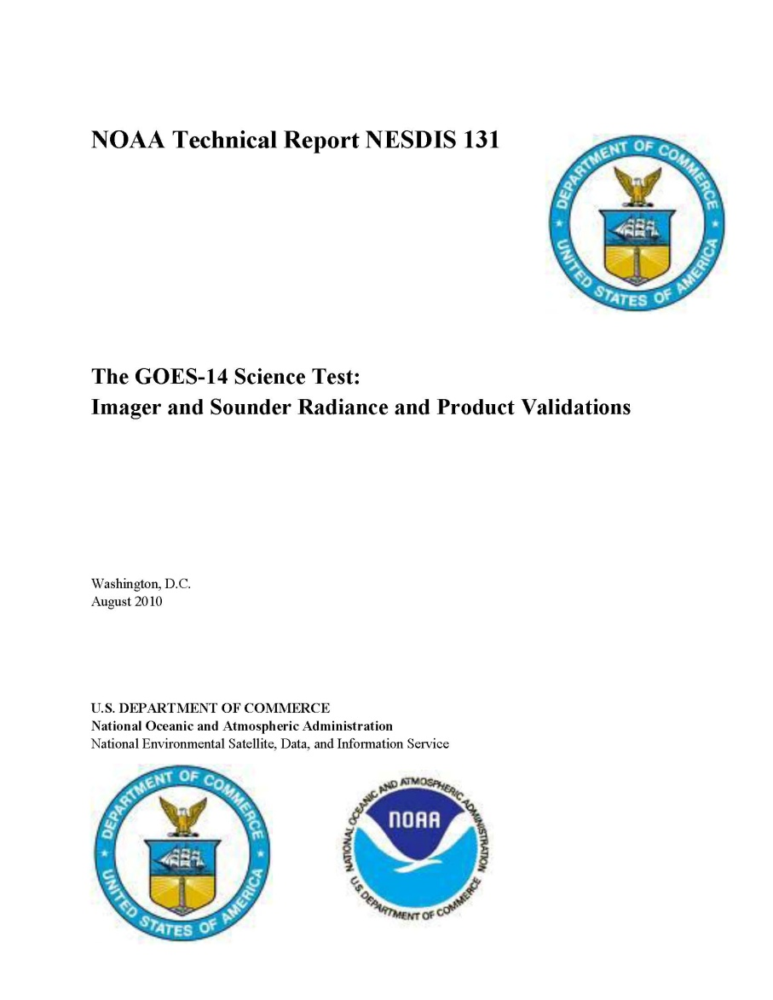 NOAA Technical Report NESDIS 131
DEPARTMENT OF COMMERCE
UNITED STATES OF AMERICA
The GOES-14 Science Test:
Imager and Sounder Radiance and Product Validations
Washington, D.C.
August 2010
U.S. DEPARTMENT OF COMMERCE
National Oceanic and Atmospheric Administration
National Environmental Satellite, Data, and Information Service
DEPARTMENT OF COMMERCE
UNITED STATES OF AMERICA
NATIONAL OCEANIC AND ATMOSPHERIC ADMINISTRATION
NOAA
U.S. DEPARTMENT OF COMMERCE